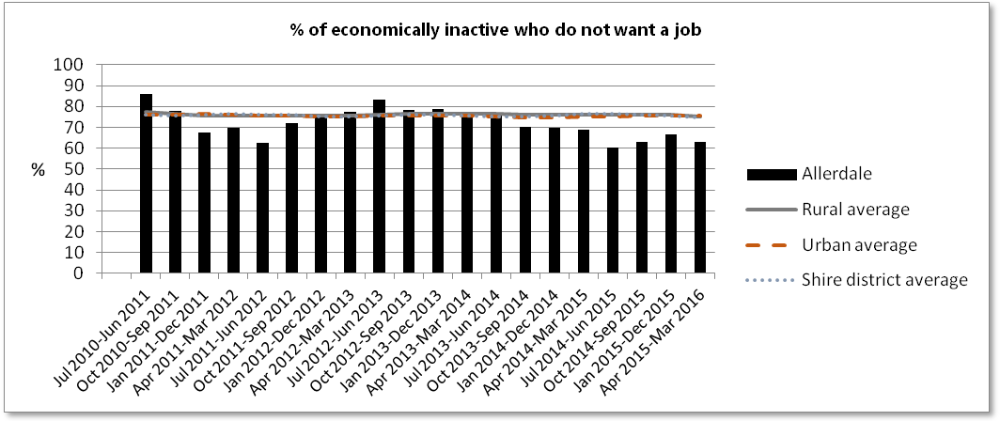 % of economically inactive who do not want a job
100
90
80
70
60
50
40
30
20
10
0
%
Jul 2010-Jun 2011
Oct 2010-Sep 2011
Jan 2011-Dec 2011
Apr 2011-Mar 2012
Jul 2011-Jun 2012
Oct 2011-Sep 2012
Jan 2012-Dec 2012
Apr 2012-Mar 2013
Jul 2012-Jun 2013
Oct 2012-Sep 2013
Jan 2013-Dec 2013
Apr 2013-Mar 2014
Jul 2013-Jun 2014
Oct 2013-Sep 2014
Jan 2014-Dec 2014
Apr 2014-Mar 2015
Jul 2014-Jun 2015
Oct 2014-Sep 2015
Jan 2015-Dec 2015
Apr 2015-Mar 2016
Allerdale
Rural average
Urban average
Shire district average